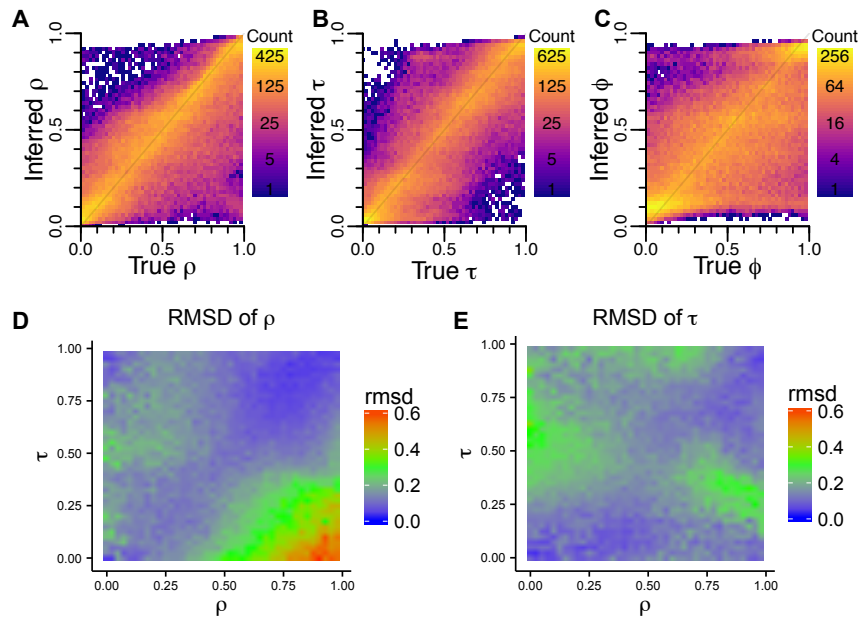 A
B
C
Count
425
125
25
5
1
Count
625
125
25
5
1
Count
256
64
16
4
1
Inferred ρ
0.0
0.5
1.0
0.0
0.5
1.0
True ρ
Inferred τ
0.0
0.5
1.0
0.0
0.5
1.0
True τ
Inferred ϕ
0.0
0.5
1.0
0.0
0.5
1.0
True ϕ
D
RMSD of ρ
1.00
0.75
0.50
0.25
0.00
τ
0.00
0.25
0.50
0.75
1.00
ρ
rmsd
0.6
0.4
0.2
0.0
E
RMSD of τ
1.00
0.75
0.50
0.25
0.00
τ
0.00
0.25
0.50
0.75
1.00
ρ
rmsd
0.6
0.4
0.2
0.0